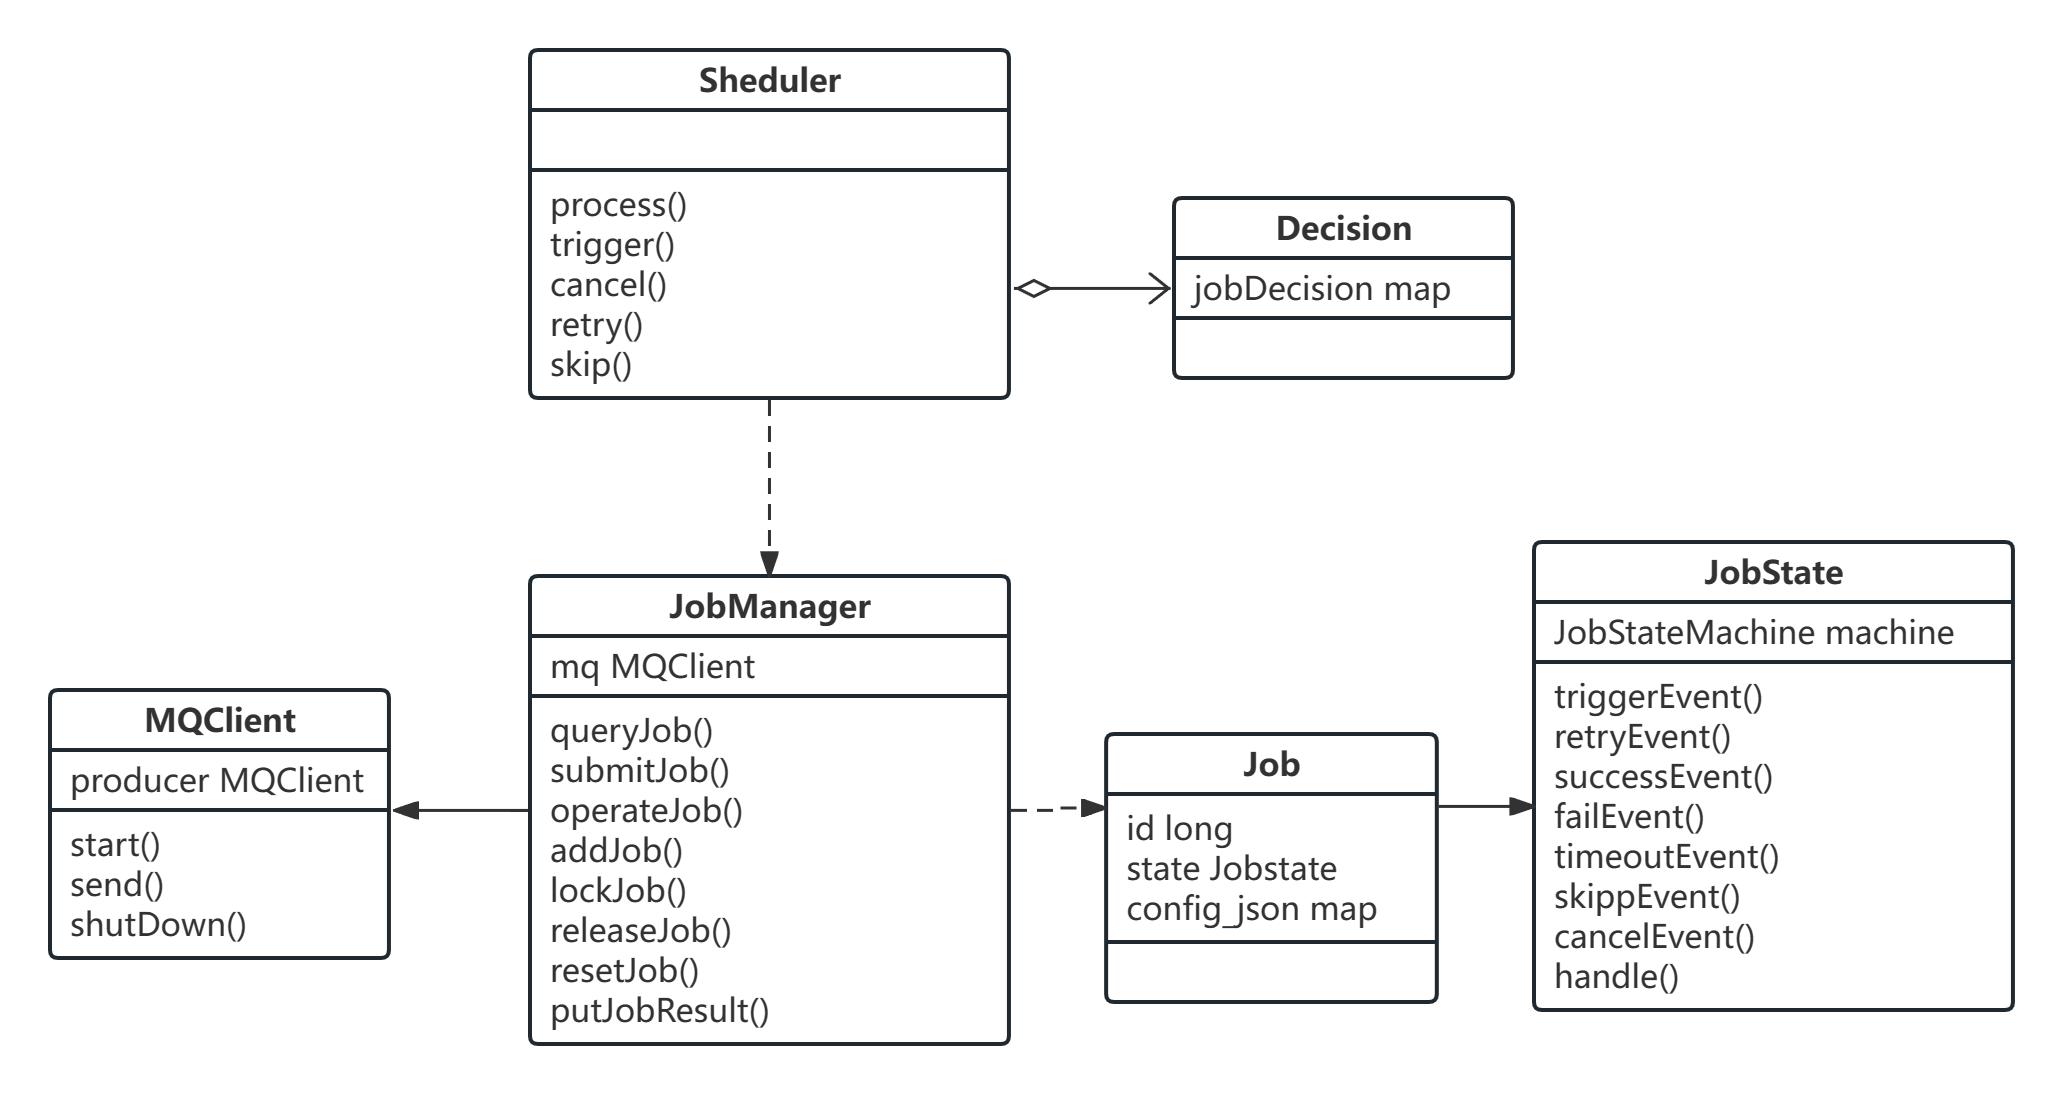 Sheduler
process()
trigger()
cancel()
retry()
skip()
Decision
jobDecision map
JobManager
mq MQClient
queryJob()
submitJob()
operateJob()
addJob()
lockJob()
releaseJob()
resetJob()
putJobResult()
MQClient
producer MQClient
start()
send()
shutDown()
Job
id long
state Jobstate
config_json map
JobState
JobStateMachine machine
triggerEvent()
retryEvent()
successEvent()
failEvent()
timeoutEvent()
skippEvent()
cancelEvent()
handle()